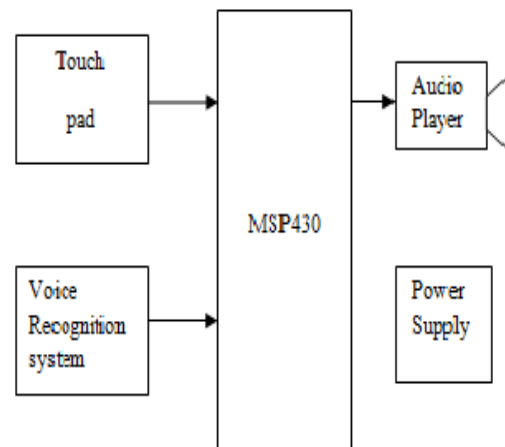 Touch
pad
Audio
Player
MSP430
Voice
Recognition
system
Power
Supply